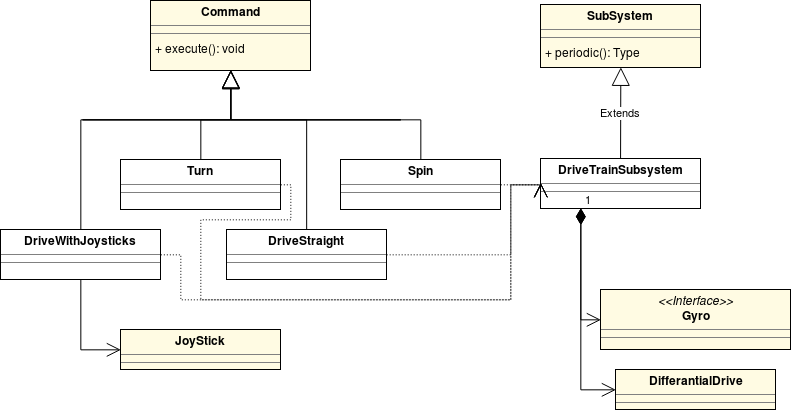 Command
+ execute(): void
SubSystem
+ periodic(): Type
Extends
Turn
Spin
DriveTrainSubsystem
1
DriveWithJoysticks
DriveStraight
JoyStick
<<Interface>>
Gyro
DifferantialDrive